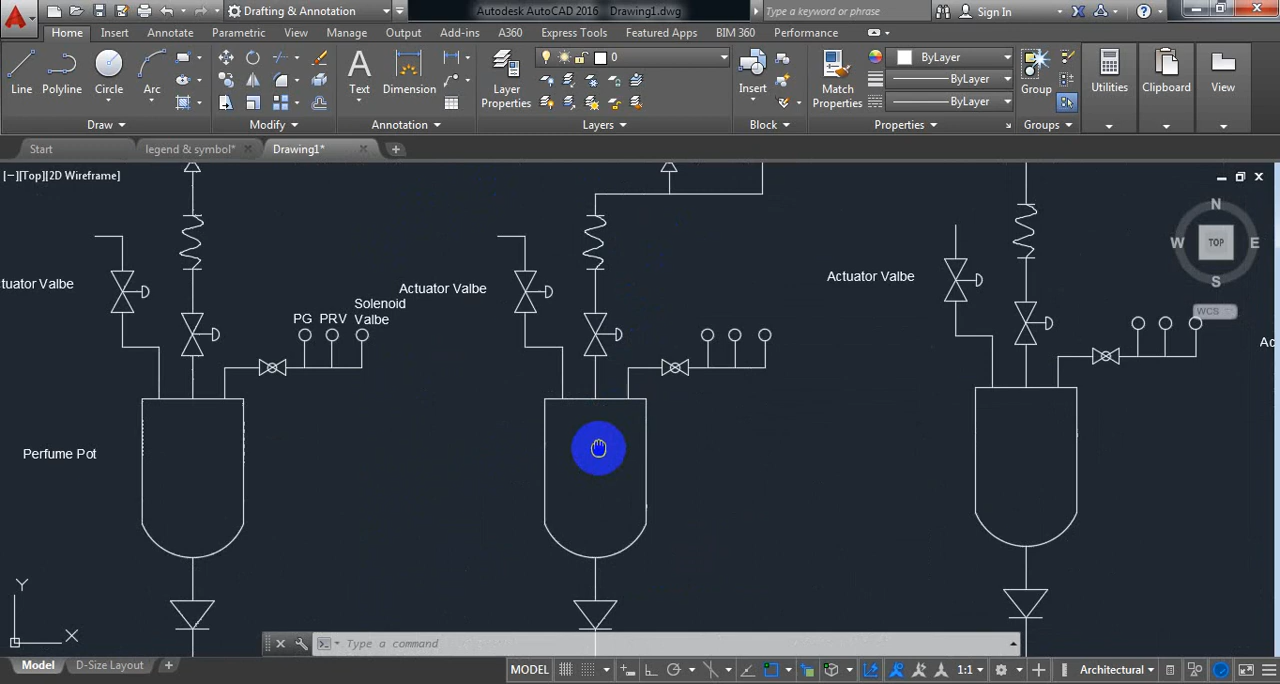 Drafting & Annotation
Autodesk AutoCAD 2016 Drawing1.dwg
Type a keyword or phrase
Sign In
Home Insert Annotate Parametric View Manage Output Add-ins A360 Express Tools Featured Apps BIM 360 Performance
0
ByLayer
ByLayer
ByLayer
Line Polyline Circle Arc
Text Dimension
Layer
Properties
Insert
Match
Properties
Group
Utilities Clipboard View
Draw Modify Annotation Layers Block Properties Groups
Start legend & symbol* Drawing1*
[−][Top][2D Wireframe]
N
W TOP E
S
WCS
Actuator Valbe
Actuator Valbe
tuator Valbe
Solenoid
Valbe
PG PRV
Ac
Perfume Pot
Y
X
Type a command
Model D-Size Layout +
MODEL
1:1
Architectural